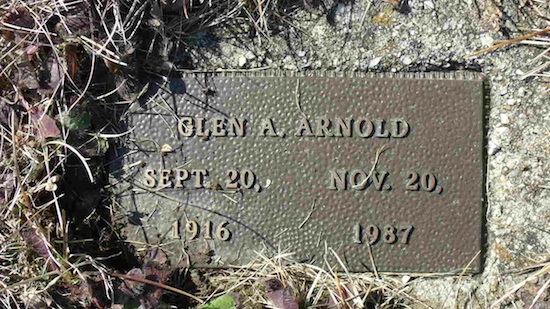 GLEN A. ARNOLD
SEPT. 20, NOV. 20,
1916 1987